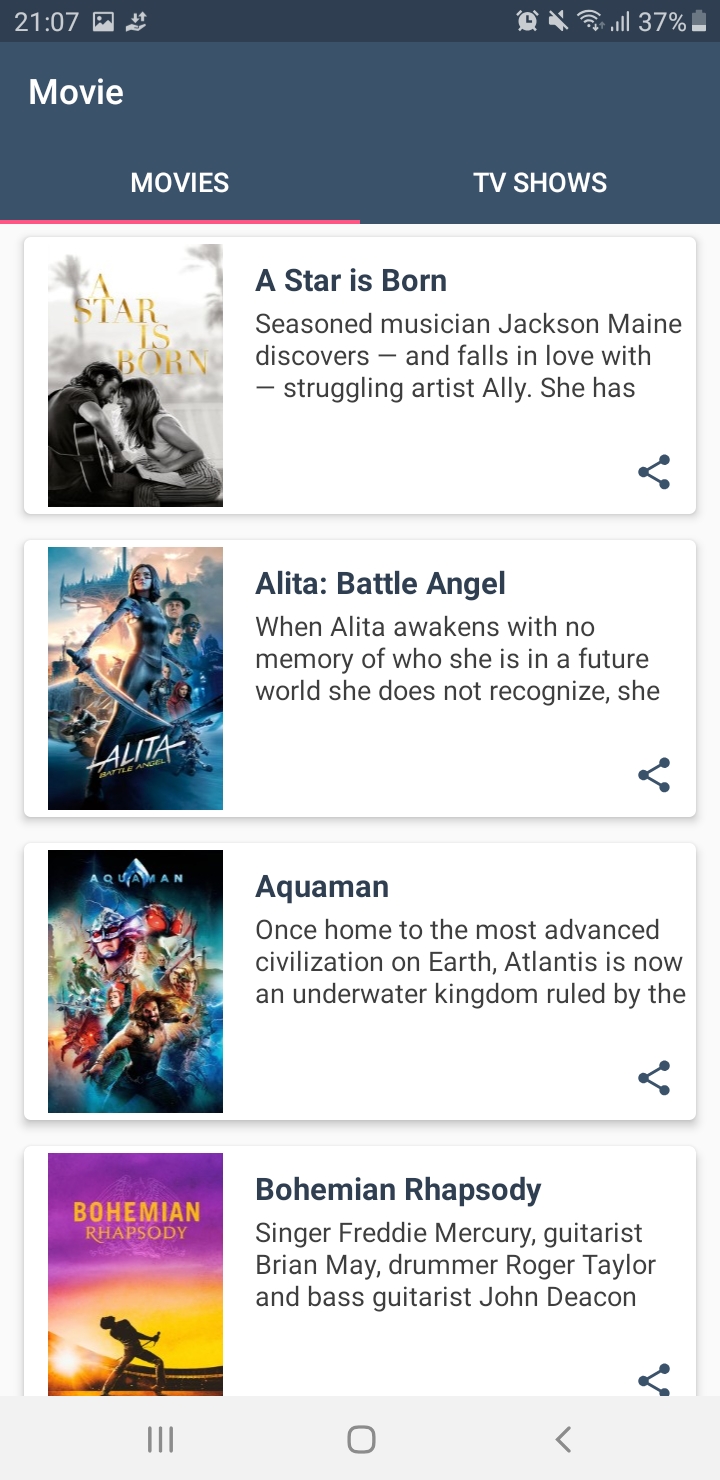 21:07 37%
Movie
MOVIES TV SHOWS
A
STAR
IS
BORN
A Star is Born
Seasoned musician Jackson Maine
discovers — and falls in love with
— struggling artist Ally. She has
ALITA
BATTLE ANGEL
Alita: Battle Angel
When Alita awakens with no
memory of who she is in a future
world she does not recognize, she
AQUAMAN
Aquaman
Once home to the most advanced
civilization on Earth, Atlantis is now
an underwater kingdom ruled by the
BOHEMIAN
RHAPSODY
Bohemian Rhapsody
Singer Freddie Mercury, guitarist
Brian May, drummer Roger Taylor
and bass guitarist John Deacon